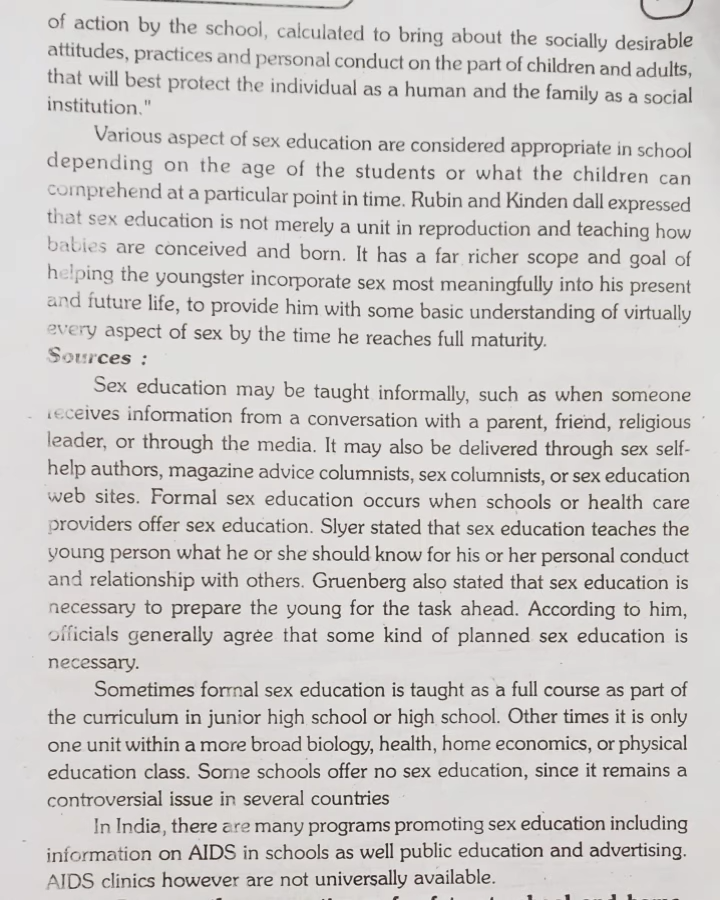 of action by the school, calculated to bring about the socially desirable
attitudes, practices and personal conduct on the part of children and adults,
that will best protect the individual as a human and the family as a social
institution."
Various aspect of sex education are considered appropriate in school
depending on the age of the students or what the children can
comprehend at a particular point in time. Rubin and Kinden dall expressed
that sex education is not merely a unit in reproduction and teaching how
babies are conceived and born. It has a far richer scope and goal of
helping the youngster incorporate sex most meaningfully into his present
and future life, to provide him with some basic understanding of virtually
every aspect of sex by the time he reaches full maturity.
Sources :
Sex education may be taught informally, such as when someone
receives information from a conversation with a parent, friend, religious
leader, or through the media. It may also be delivered through sex self-
help authors, magazine advice columnists, sex columnists, or sex education
web sites. Formal sex education occurs when schools or health care
providers offer sex education. Slyer stated that sex education teaches the
young person what he or she should know for his or her personal conduct
and relationship with others. Gruenberg also stated that sex education is
necessary to prepare the young for the task ahead. According to him,
officials generally agree that some kind of planned sex education is
necessary.
Sometimes formal sex education is taught as a full course as part of
the curriculum in junior high school or high school. Other times it is only
one unit within a more broad biology, health, home economics, or physical
education class. Some schools offer no sex education, since it remains a
controversial issue in several countries
In India, there are many programs promoting sex education including
information on AIDS in schools as well public education and advertising.
AIDS clinics however are not universally available.